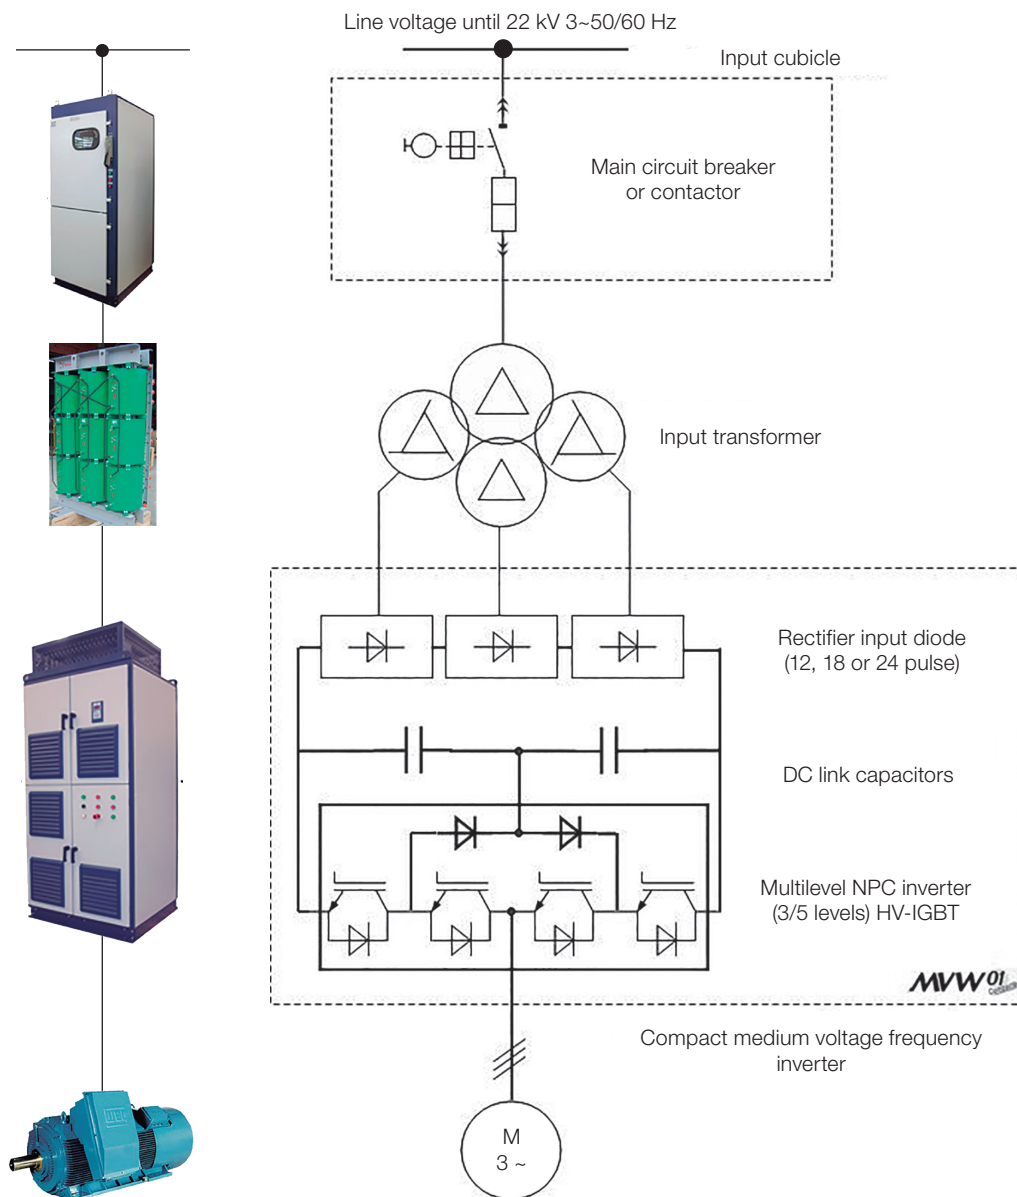 Line voltage until 22 kV 3~50/60 Hz
Input cubicle
Main circuit breaker
or contactor
Input transformer
Rectifier input diode
(12, 18 or 24 pulse)
DC link capacitors
Multilevel NPC inverter
(3/5 levels) HV-IGBT
MVW 01
Compact medium voltage frequency
inverter
M
3 ~